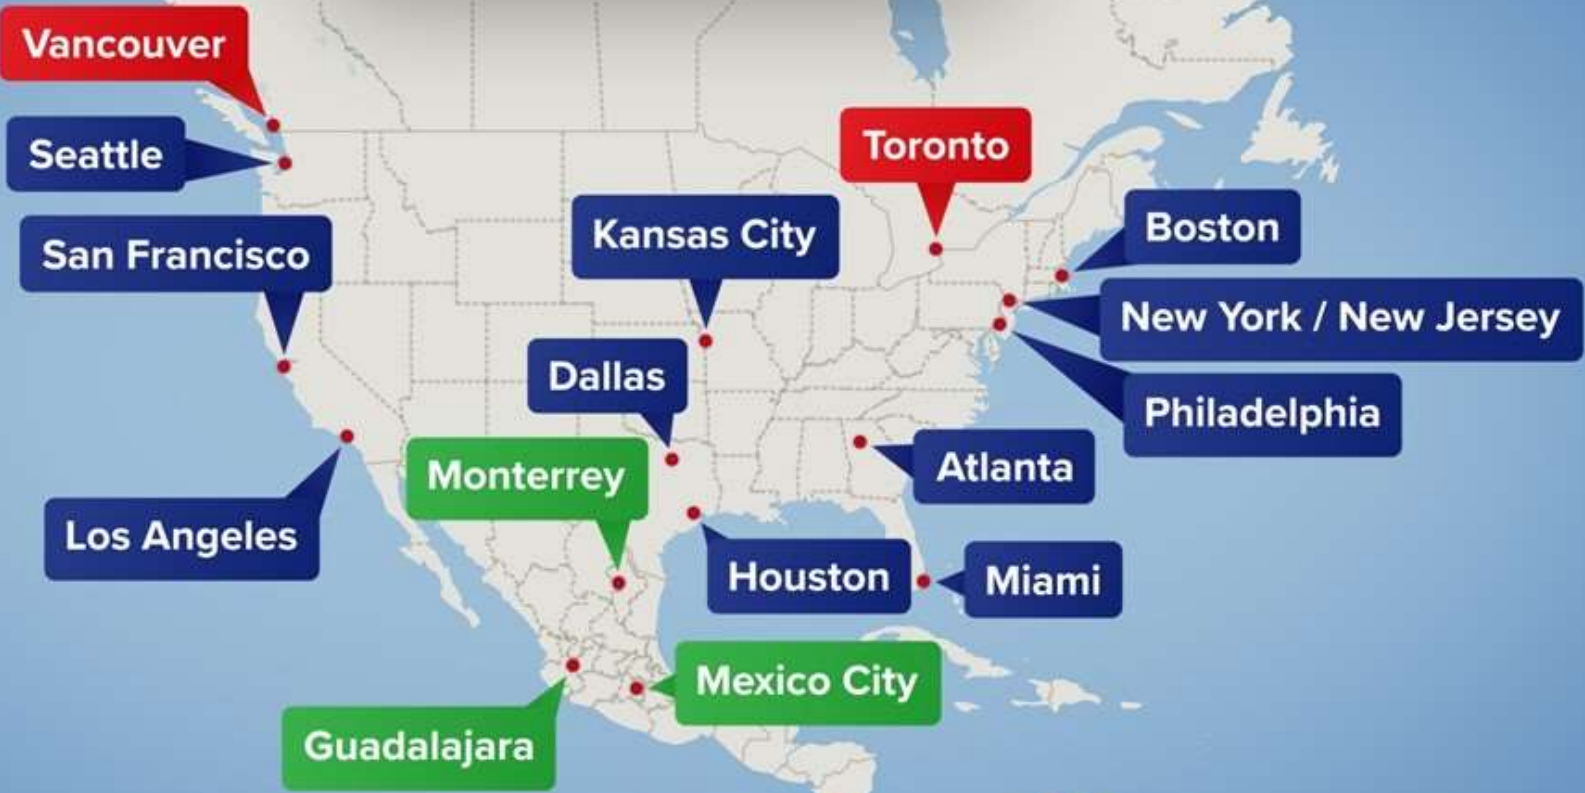 Vancouver
Seattle
Toronto
San Francisco
Kansas City
Boston
New York / New Jersey
Dallas
Philadelphia
Monterrey
Atlanta
Los Angeles
Houston
Miami
Mexico City
Guadalajara